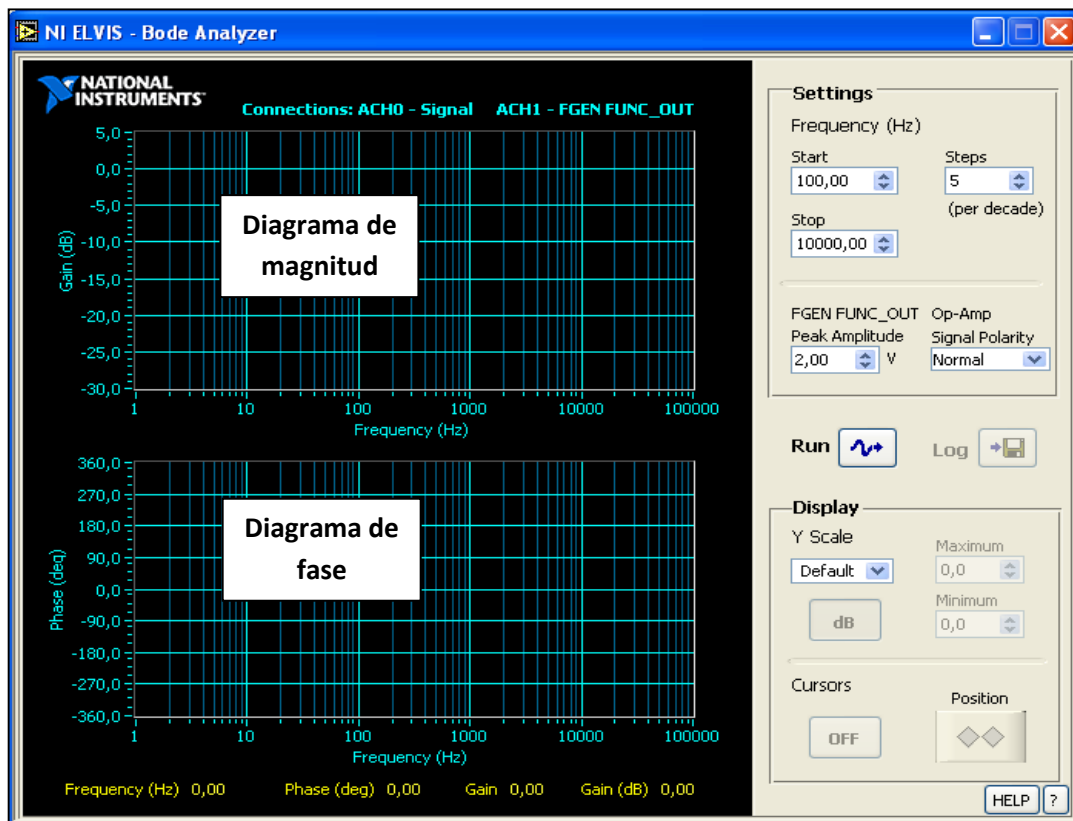 NI ELVIS - Bode Analyzer
NATIONAL
INSTRUMENTS
Connections: ACH0 - Signal ACH1 - FGEN FUNC_OUT
5,0
0,0
-5,0
-10,0
-15,0
-20,0
-25,0
-30,0
Gain (dB)
Diagrama de
magnitud
1 10 100 1000 10000 100000
Frequency (Hz)
360,0
270,0
180,0
90,0
0,0
-90,0
-180,0
-270,0
-360,0
Phase (deg)
Diagrama de
fase
1 10 100 1000 10000 100000
Frequency (Hz)
Frequency (Hz) 0,00 Phase (deg) 0,00 Gain 0,00 Gain (dB) 0,00
Settings
Frequency (Hz)
Start Steps
100,00 5
(per decade)
Stop
10000,00
FGEN FUNC_OUT Op-Amp
Peak Amplitude Signal Polarity
2,00 V Normal
Run Log
Display
Y Scale Maximum
Default 0,0
Minimum
dB 0,0
Cursors Position
OFF
HELP ?